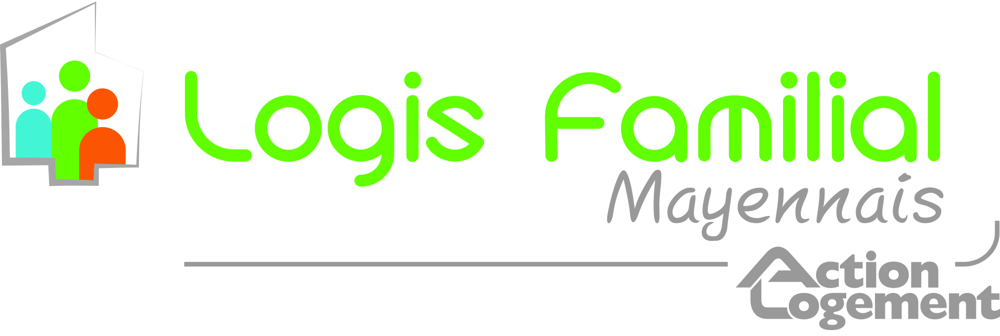 Logis Familial
Mayennais
Action
Logement